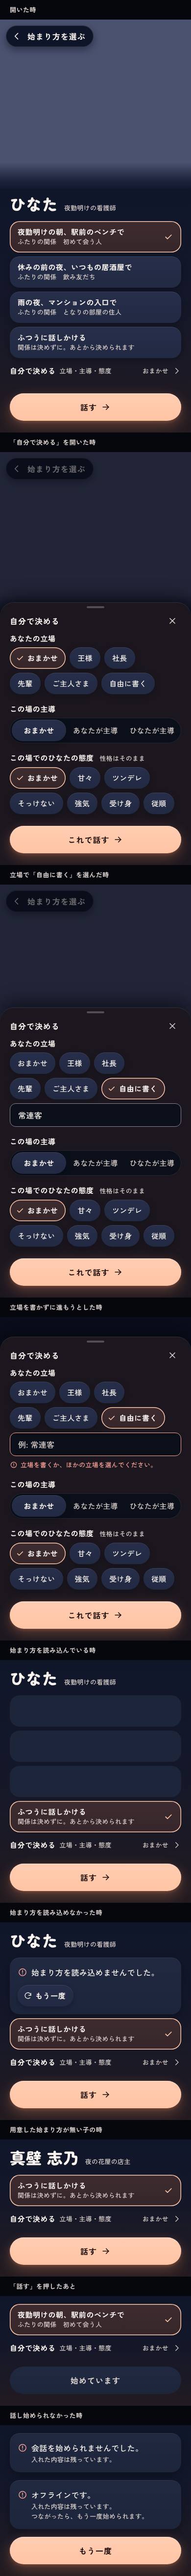 開いた時
始まり方を選ぶ
ひなた 夜勤明けの看護師
夜勤明けの朝、駅前のベンチで
ふたりの関係 初めて会う人
休みの前の夜、いつもの居酒屋で
ふたりの関係 飲み友だち
雨の夜、マンションの入口で
ふたりの関係 となりの部屋の住人
ふつうに話しかける
関係は決めずに。あとから決められます
自分で決める 立場・主導・態度 おまかせ
話す
「自分で決める」を開いた時
始まり方を選ぶ
自分で決める
あなたの立場
おまかせ 王様 社長
先輩 ご主人さま 自由に書く
この場の主導
おまかせ あなたが主導 ひなたが主導
この場でのひなたの態度 性格はそのまま
おまかせ 甘々 ツンデレ
そっけない 強気 受け身 従順
これで話す
立場で「自由に書く」を選んだ時
始まり方を選ぶ
自分で決める
あなたの立場
おまかせ 王様 社長
先輩 ご主人さま 自由に書く
常連客
この場の主導
おまかせ あなたが主導 ひなたが主導
この場でのひなたの態度 性格はそのまま
おまかせ 甘々 ツンデレ
そっけない 強気 受け身 従順
これで話す
立場を書かずに進もうとした時
自分で決める
あなたの立場
おまかせ 王様 社長
先輩 ご主人さま 自由に書く
例: 常連客
立場を書くか、ほかの立場を選んでください。
この場の主導
おまかせ あなたが主導 ひなたが主導
この場でのひなたの態度 性格はそのまま
おまかせ 甘々 ツンデレ
そっけない 強気 受け身 従順
これで話す
始まり方を読み込んでいる時
ひなた 夜勤明けの看護師
ふつうに話しかける
関係は決めずに。あとから決められます
自分で決める 立場・主導・態度 おまかせ
話す
始まり方を読み込めなかった時
ひなた 夜勤明けの看護師
始まり方を読み込めませんでした。
もう一度
ふつうに話しかける
関係は決めずに。あとから決められます
自分で決める 立場・主導・態度 おまかせ
話す
用意した始まり方が無い子の時
真壁 志乃 夜の花屋の店主
ふつうに話しかける
関係は決めずに。あとから決められます
自分で決める 立場・主導・態度 おまかせ
話す
「話す」を押したあと
夜勤明けの朝、駅前のベンチで
ふたりの関係 初めて会う人
自分で決める 立場・主導・態度 おまかせ
始めています
話し始められなかった時
会話を始められませんでした。
入れた内容は残っています。
オフラインです。
入れた内容は残っています。
つながったら、もう一度始められます。
もう一度